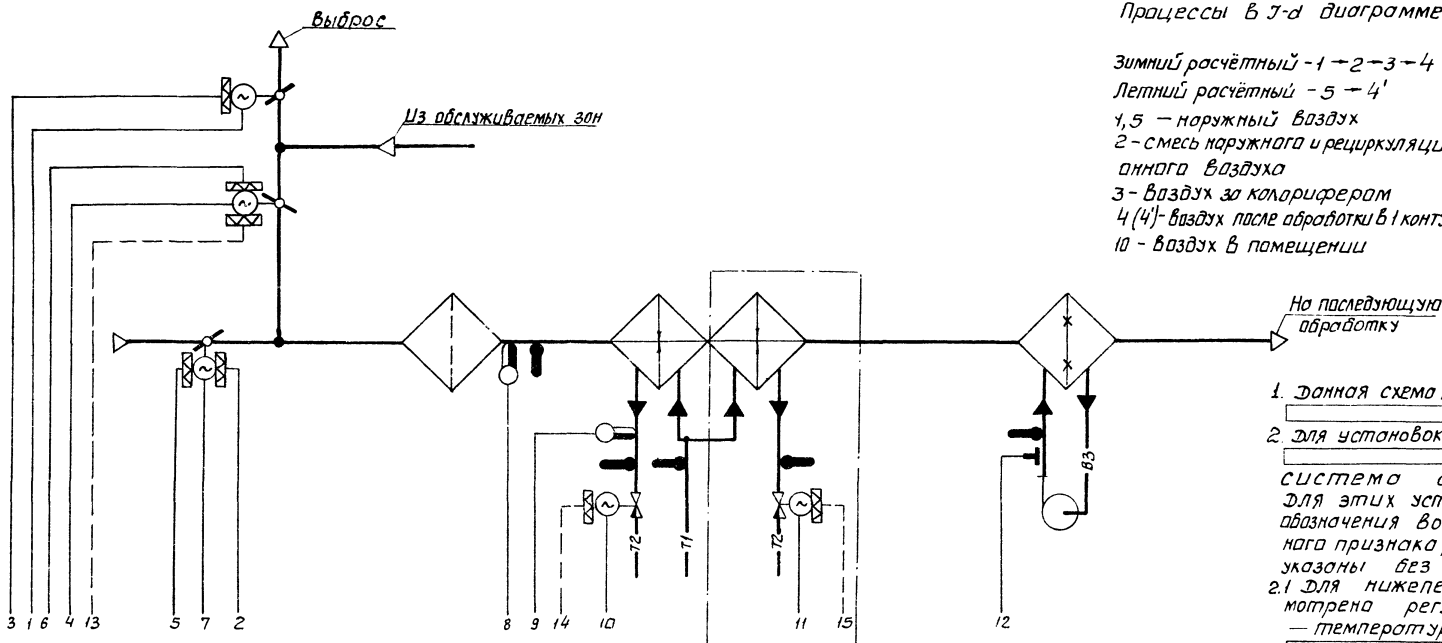 Выброс
Из обслуживаемых зон
Процессы в J-d диаграмме
Зимний расчётный - 1 → 2 → 3 → 4
Летний расчётный - 5 → 4'
1,5 — наружный воздух
2 - смесь наружного и рециркуляци
онного воздуха
3 - воздух за калорифером
4 (4') - воздух после обработки в 1 конту
10 - воздух в помещении
На последующую
обработку
1. Данная схема
2. Для установок
система
Для этих уст
обозначения во
ного признака
указаны без
2.1 Для нижепе
мотрена рег
— температу
Т2 Т1 Т2 В3
3 1 6 4 13 5 7 2 8 9 14 10 11 15 12